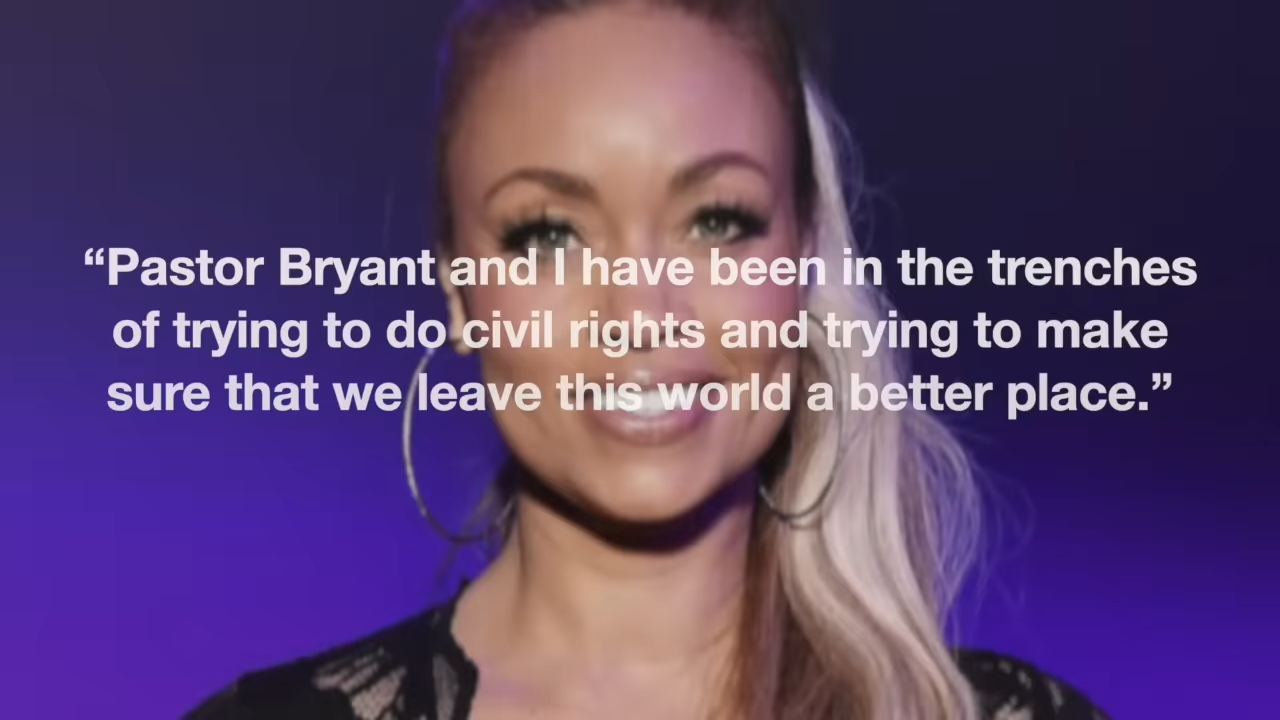 “Pastor Bryant and I have been in the trenches
of trying to do civil rights and trying to make
sure that we leave this world a better place.”